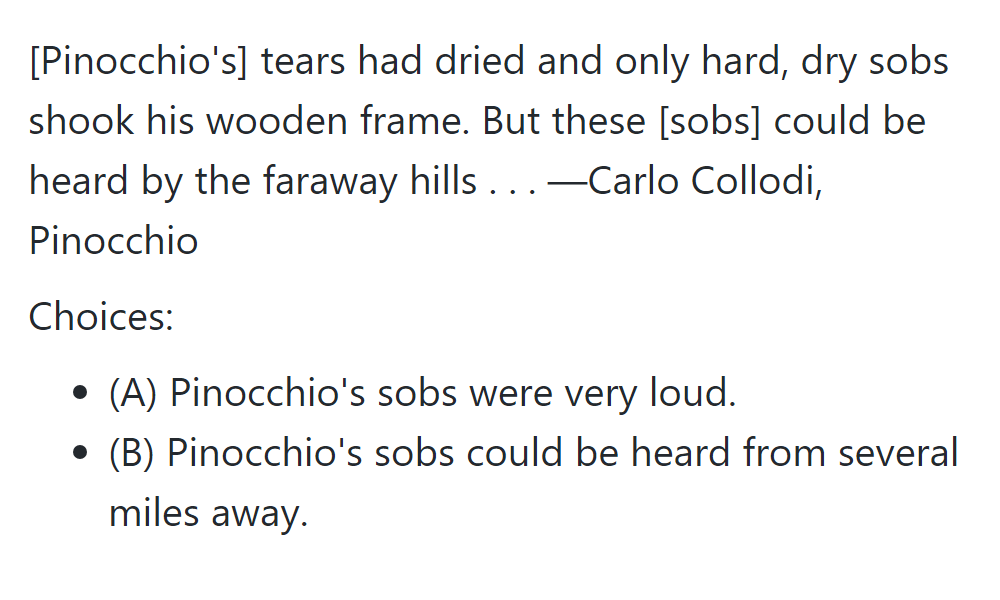 [Pinocchio's] tears had dried and only hard, dry sobs
shook his wooden frame. But these [sobs] could be
heard by the faraway hills . . . —Carlo Collodi,
Pinocchio
Choices:
• (A) Pinocchio's sobs were very loud.
• (B) Pinocchio's sobs could be heard from several
miles away.